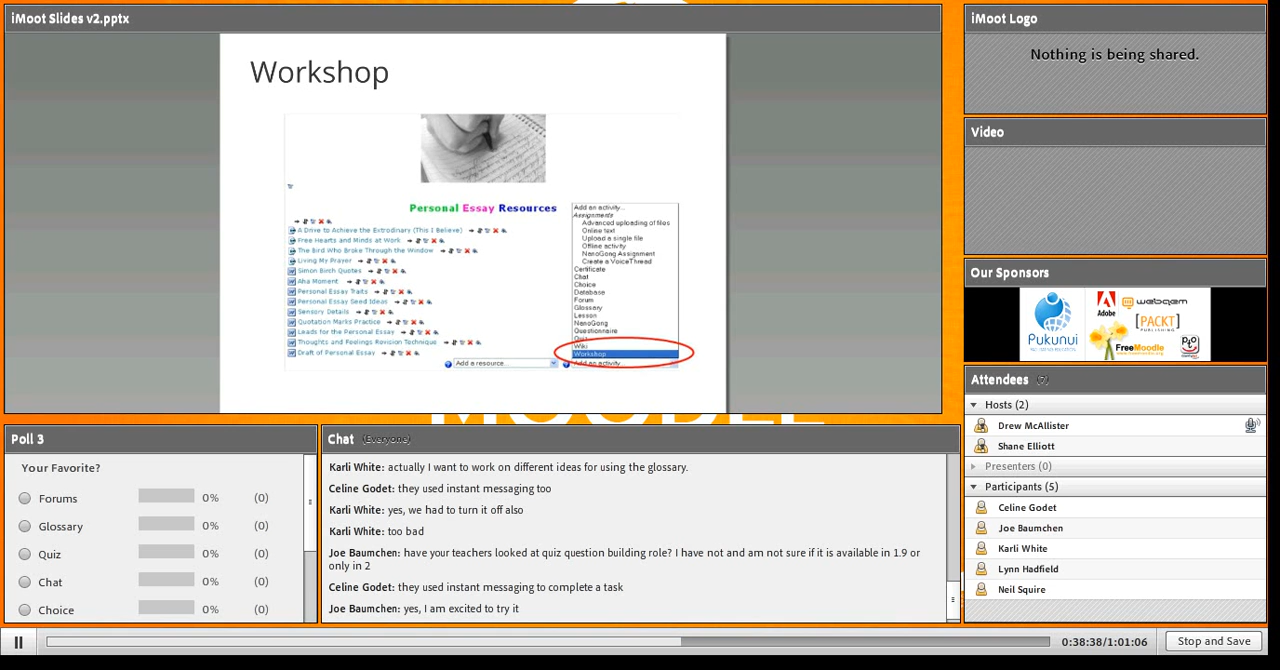 iMoot Slides v2.pptx
Workshop
Personal Essay Resources
A Drive to Achieve the Extrodinary (This I Believe)
Free Hearts and Minds at Work
The Bird Who Broke Through the Window
Living My Prayer
Simon Birch Quotes
Aha Moment
Personal Essay Traits
Personal Essay Seed Ideas
Sensory Details
Quotation Marks Practice
Leads for the Personal Essay
Thoughts and Feelings Revision Technique
Draft of Personal Essay
Add a resource...
Add an activity...
Assignments
Advanced uploading of files
Online text
Upload a single file
Offline activity
NanoGong Assignment
Create a VoiceThread
Certificate
Chat
Choice
Database
Forum
Glossary
Lesson
NanoGong
Questionnaire
Quiz
Wiki
Workshop
Add an activity...
iMoot Logo
Nothing is being shared.
Video
Our Sponsors
Pukunui
Adobe
webqem
[PACKT]
PUBLISHING
FreeMoodle
Attendees (7)
Hosts (2)
Drew McAllister
Shane Elliott
Presenters (0)
Participants (5)
Celine Godet
Joe Baumchen
Karli White
Lynn Hadfield
Neil Squire
Poll 3
Your Favorite?
Forums 0% (0)
Glossary 0% (0)
Quiz 0% (0)
Chat 0% (0)
Choice 0% (0)
Chat (Everyone)
Karli White: actually I want to work on different ideas for using the glossary.
Celine Godet: they used instant messaging too
Karli White: yes, we had to turn it off also
Karli White: too bad
Joe Baumchen: have your teachers looked at quiz question building role? I have not and am not sure if it is available in 1.9 or
only in 2
Celine Godet: they used instant messaging to complete a task
Joe Baumchen: yes, I am excited to try it
0:38:38/1:01:06
Stop and Save